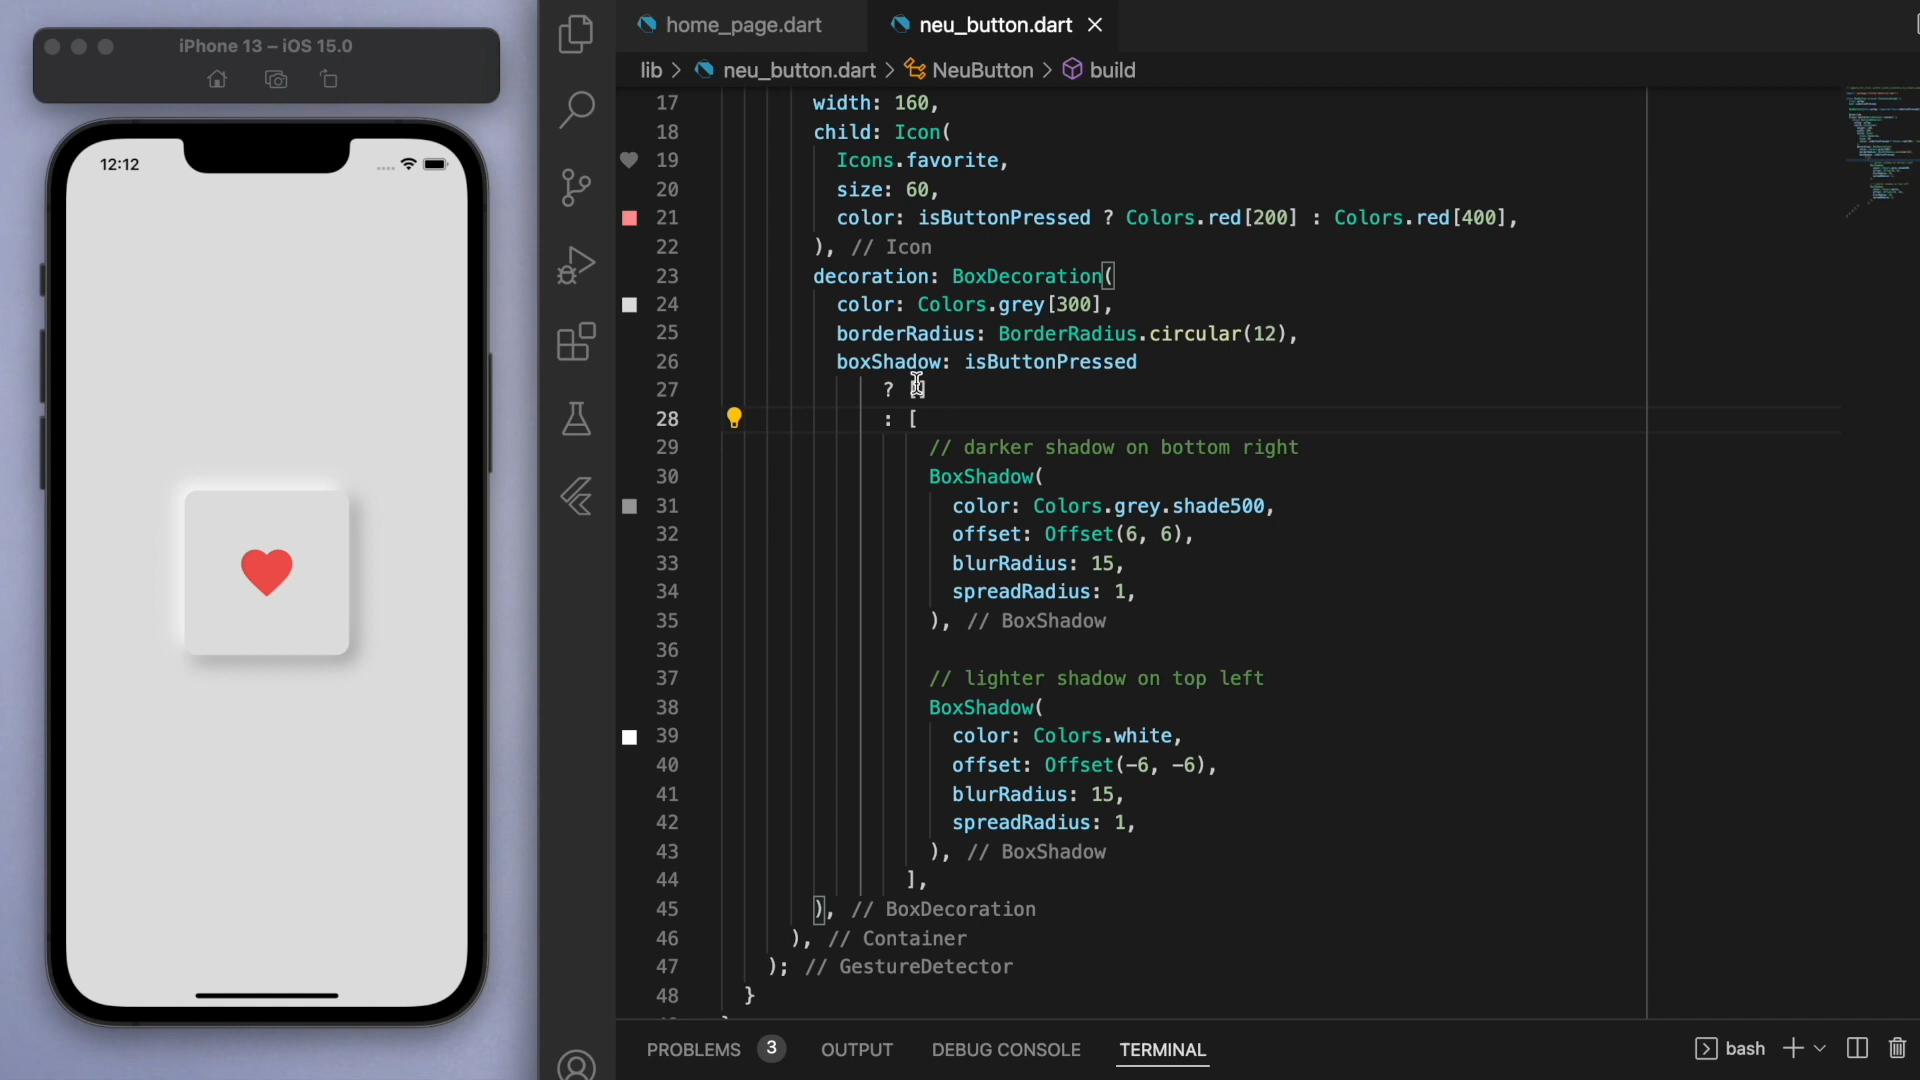 iPhone 13 – iOS 15.0
12:12
home_page.dart
neu_button.dart
lib > neu_button.dart > NeuButton > build
17 width: 160,
18 child: Icon(
19 Icons.favorite,
20 size: 60,
21 color: isButtonPressed ? Colors.red[200] : Colors.red[400],
22 ), // Icon
23 decoration: BoxDecoration(
24 color: Colors.grey[300],
25 borderRadius: BorderRadius.circular(12),
26 boxShadow: isButtonPressed
27 ? []
28 : [
29 // darker shadow on bottom right
30 BoxShadow(
31 color: Colors.grey.shade500,
32 offset: Offset(6, 6),
33 blurRadius: 15,
34 spreadRadius: 1,
35 ), // BoxShadow
36
37 // lighter shadow on top left
38 BoxShadow(
39 color: Colors.white,
40 offset: Offset(-6, -6),
41 blurRadius: 15,
42 spreadRadius: 1,
43 ), // BoxShadow
44 ],
45 ), // BoxDecoration
46 ), // Container
47 ); // GestureDetector
48 }
PROBLEMS 3 OUTPUT DEBUG CONSOLE TERMINAL bash